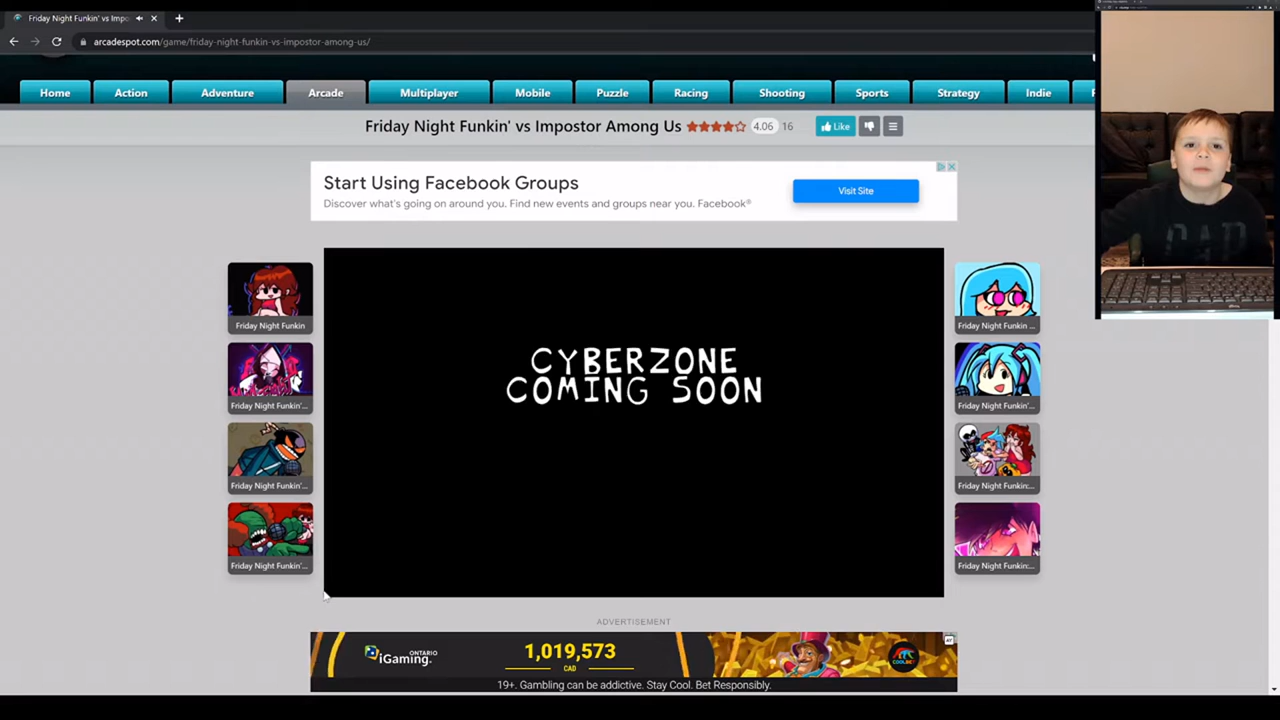 Friday Night Funkin' vs Impos
arcadespot.com/game/friday-night-funkin-vs-impostor-among-us/
Home Action Adventure Arcade Multiplayer Mobile Puzzle Racing Shooting Sports Strategy Indie
Friday Night Funkin' vs Impostor Among Us 4.06 16 Like
Start Using Facebook Groups
Discover what's going on around you. Find new events and groups near you. Facebook®
Visit Site
Friday Night Funkin
Friday Night Funkin ...
CYBERZONE
COMING SOON
Friday Night Funkin'...
Friday Night Funkin'...
Friday Night Funkin'...
Friday Night Funkin:...
Friday Night Funkin'...
Friday Night Funkin:...
ADVERTISEMENT
iGaming ONTARIO
1,019,573
CAD
COOLBET
19+. Gambling can be addictive. Stay Cool. Bet Responsibly.